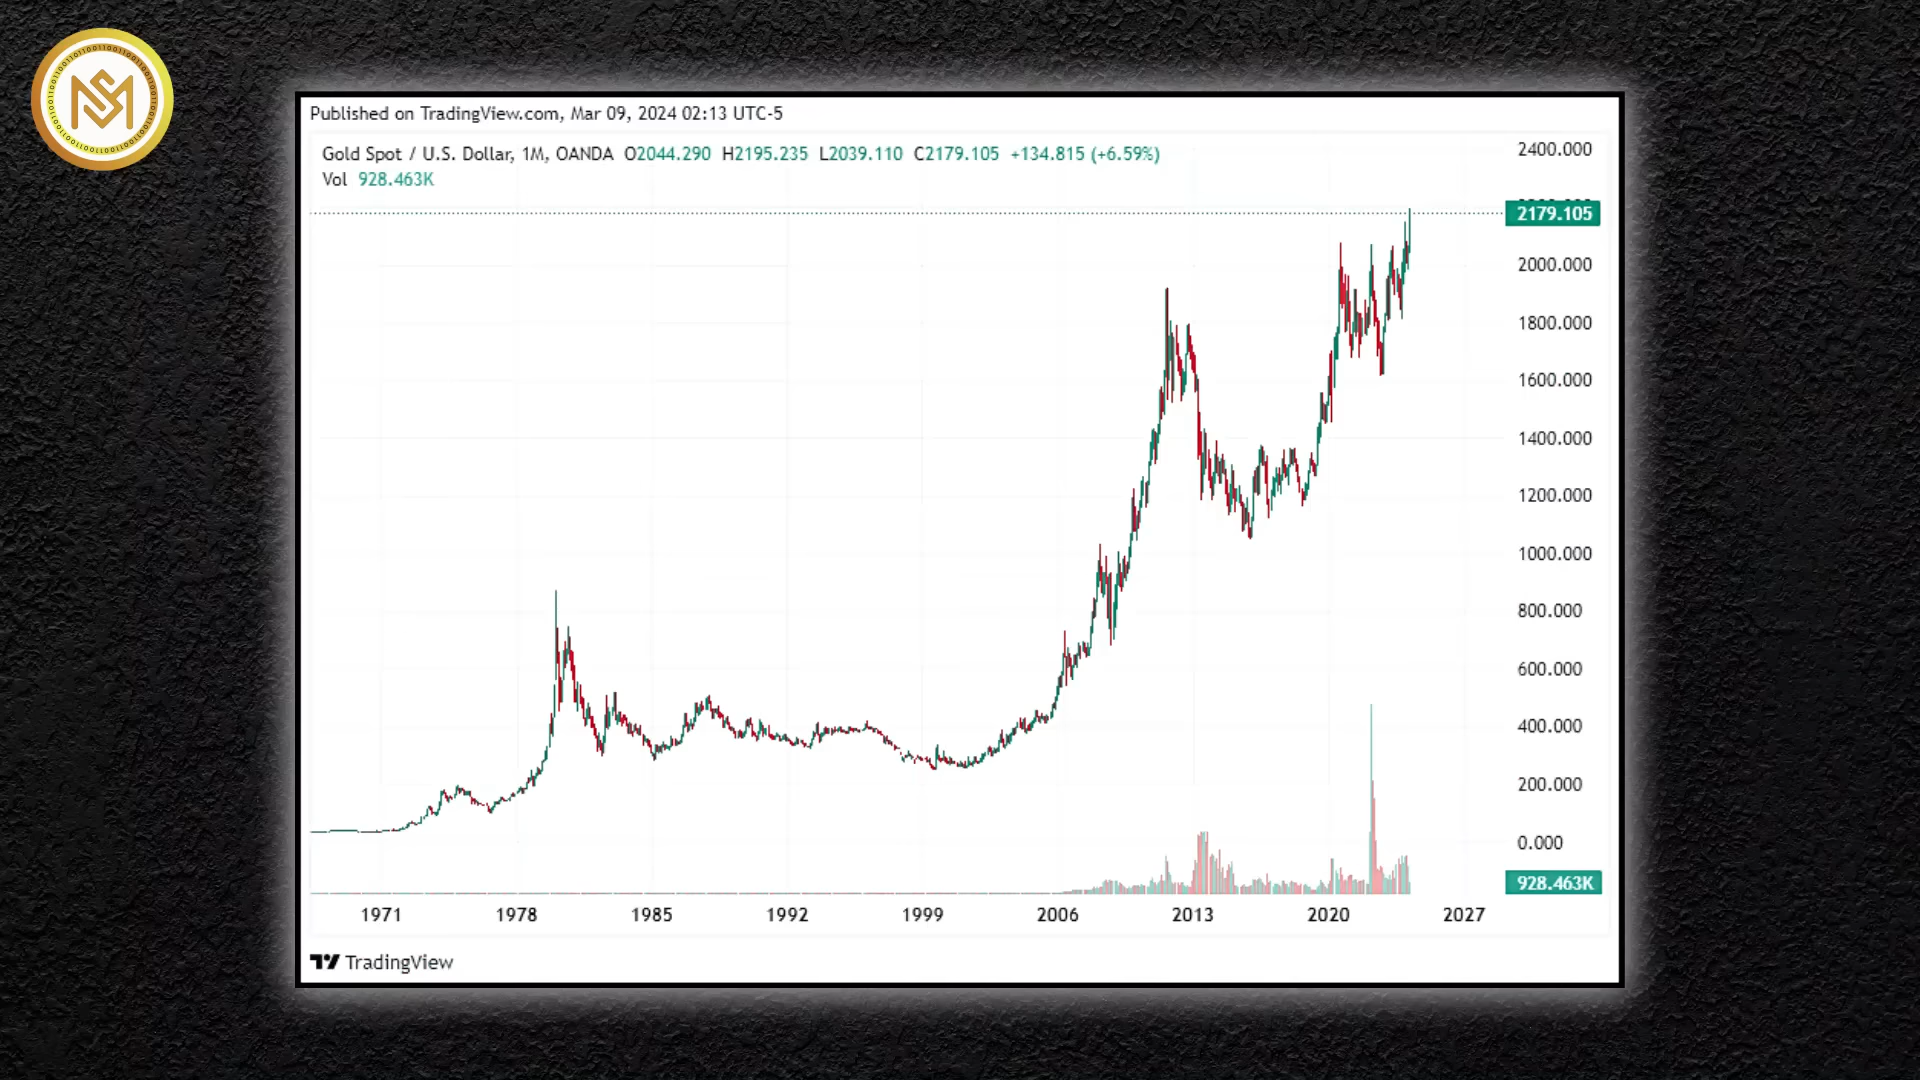 Published on TradingView.com, Mar 09, 2024 02:13 UTC-5
Gold Spot / U.S. Dollar, 1M, OANDA O2044.290 H2195.235 L2039.110 C2179.105 +134.815 (+6.59%)
Vol 928.463K
2400.000
2179.105
2000.000
1800.000
1600.000
1400.000
1200.000
1000.000
800.000
600.000
400.000
200.000
0.000
928.463K
1971 1978 1985 1992 1999 2006 2013 2020 2027
TradingView